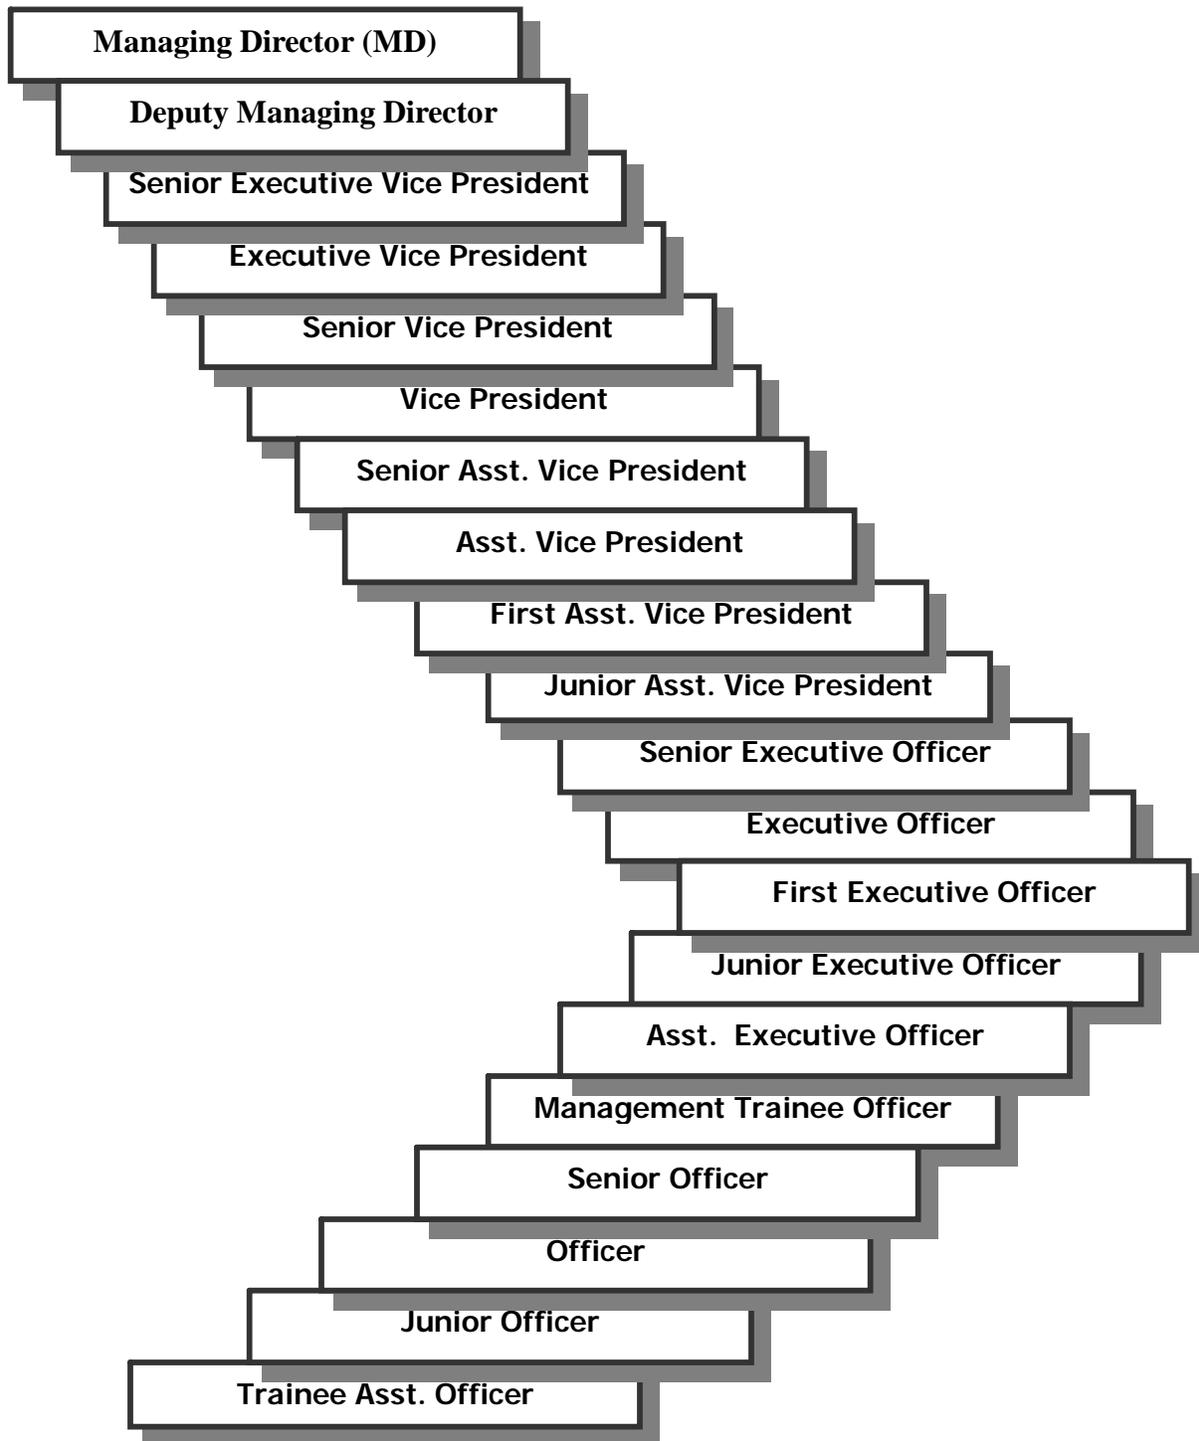 Managing Director (MD)
Deputy Managing Director
Senior Executive Vice President
Executive Vice President
Senior Vice President
Vice President
Senior Asst. Vice President
Asst. Vice President
First Asst. Vice President
Junior Asst. Vice President
Senior Executive Officer
Executive Officer
First Executive Officer
Junior Executive Officer
Asst.  Executive Officer
Management Trainee Officer
Senior Officer
Officer
Junior Officer
Trainee Asst. Officer